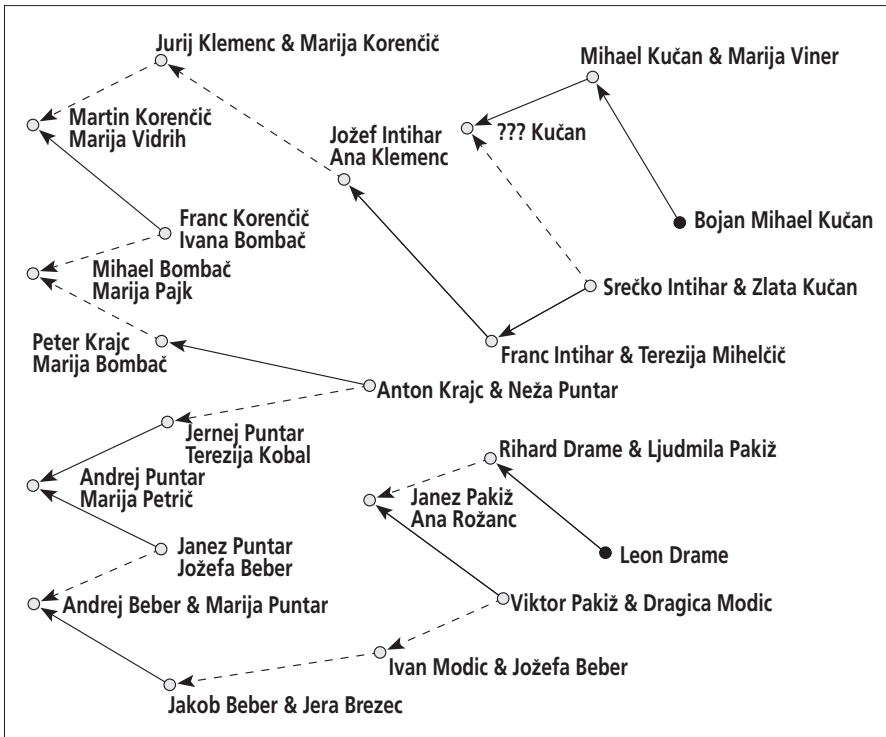 Jurij Klemenc & Marija Korenčič
Mihael Kučan & Marija Viner
Martin Korenčič
Marija Vidrih
Jožef Intihar
Ana Klemenc
??? Kučan
Franc Korenčič
Ivana Bombač
Bojan Mihael Kučan
Mihael Bombač
Marija Pajk
Srečko Intihar & Zlata Kučan
Peter Krajc
Marija Bombač
Franc Intihar & Terezija Mihelčič
Anton Krajc & Neža Puntar
Jernej Puntar
Terezija Kobal
Rihard Drame & Ljudmila Pakiž
Andrej Puntar
Marija Petrič
Janez Pakiž
Ana Rožanc
Janez Puntar
Jožefa Beber
Leon Drame
Andrej Beber & Marija Puntar
Viktor Pakiž & Dragica Modic
Ivan Modic & Jožefa Beber
Jakob Beber & Jera Brezec